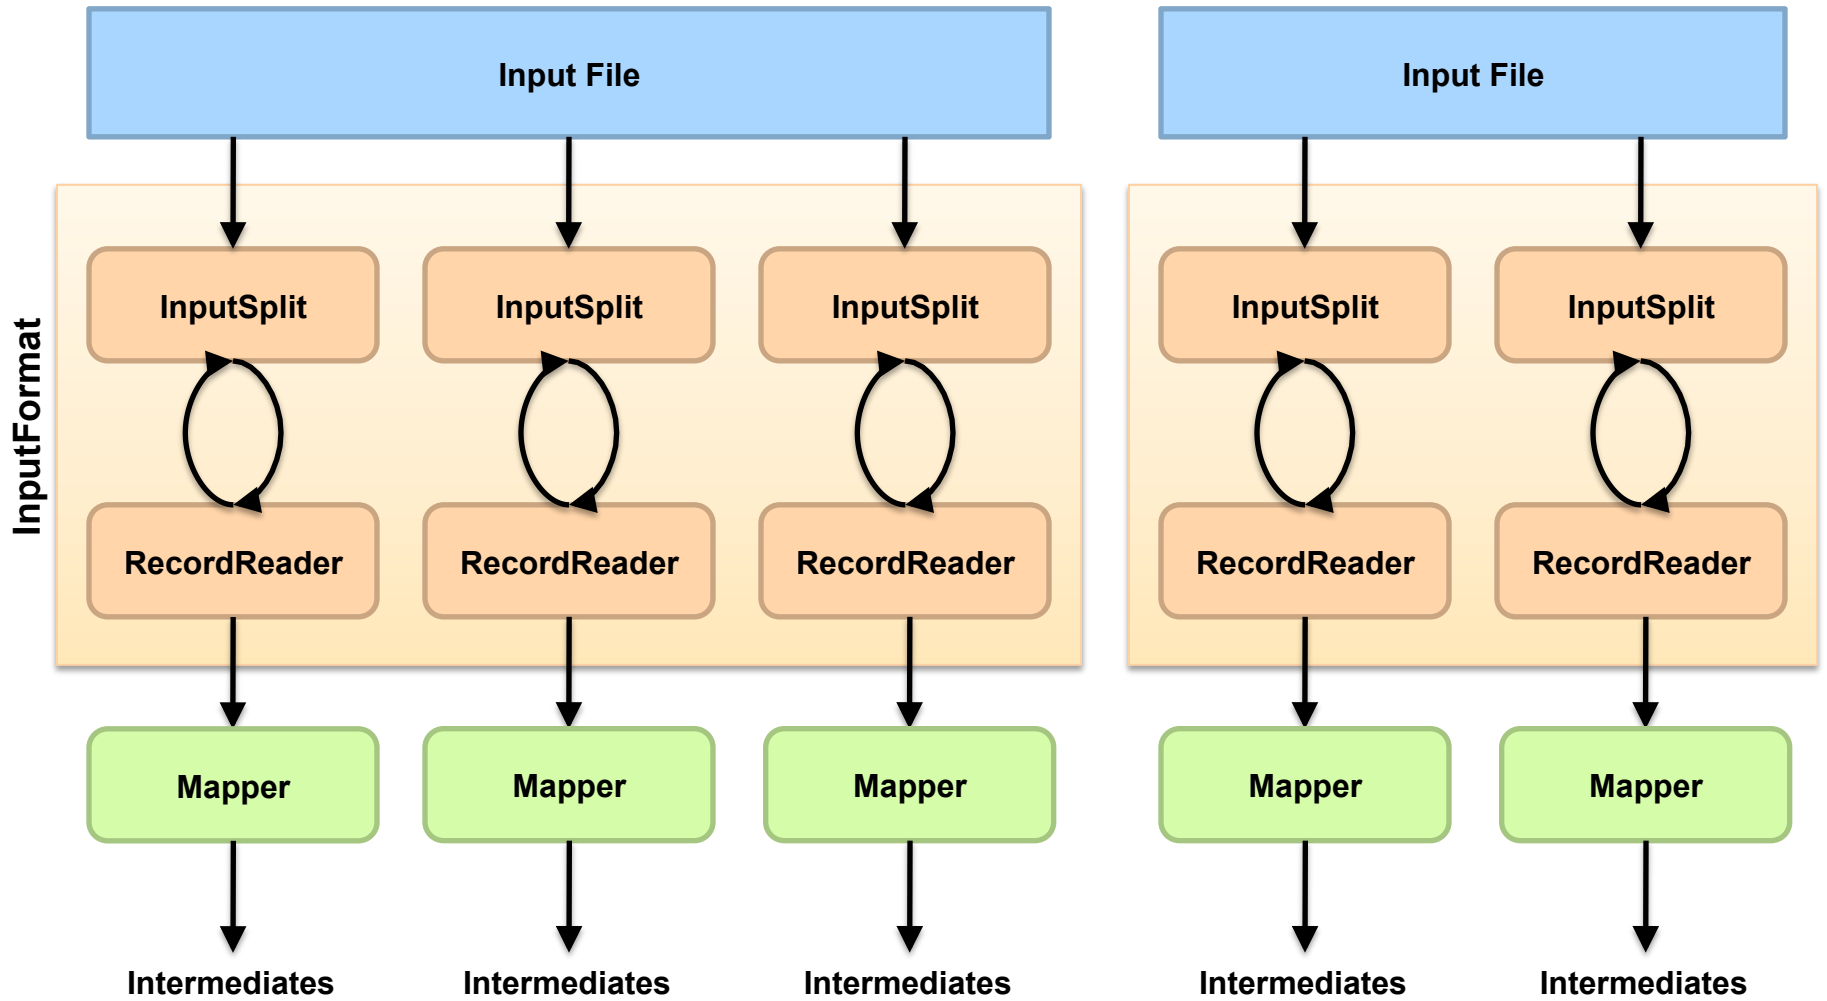 Input File
Input File
InputFormat
InputSplit
InputSplit
InputSplit
InputSplit
InputSplit
RecordReader
RecordReader
RecordReader
RecordReader
RecordReader
Mapper
Mapper
Mapper
Mapper
Mapper
Intermediates
Intermediates
Intermediates
Intermediates
Intermediates